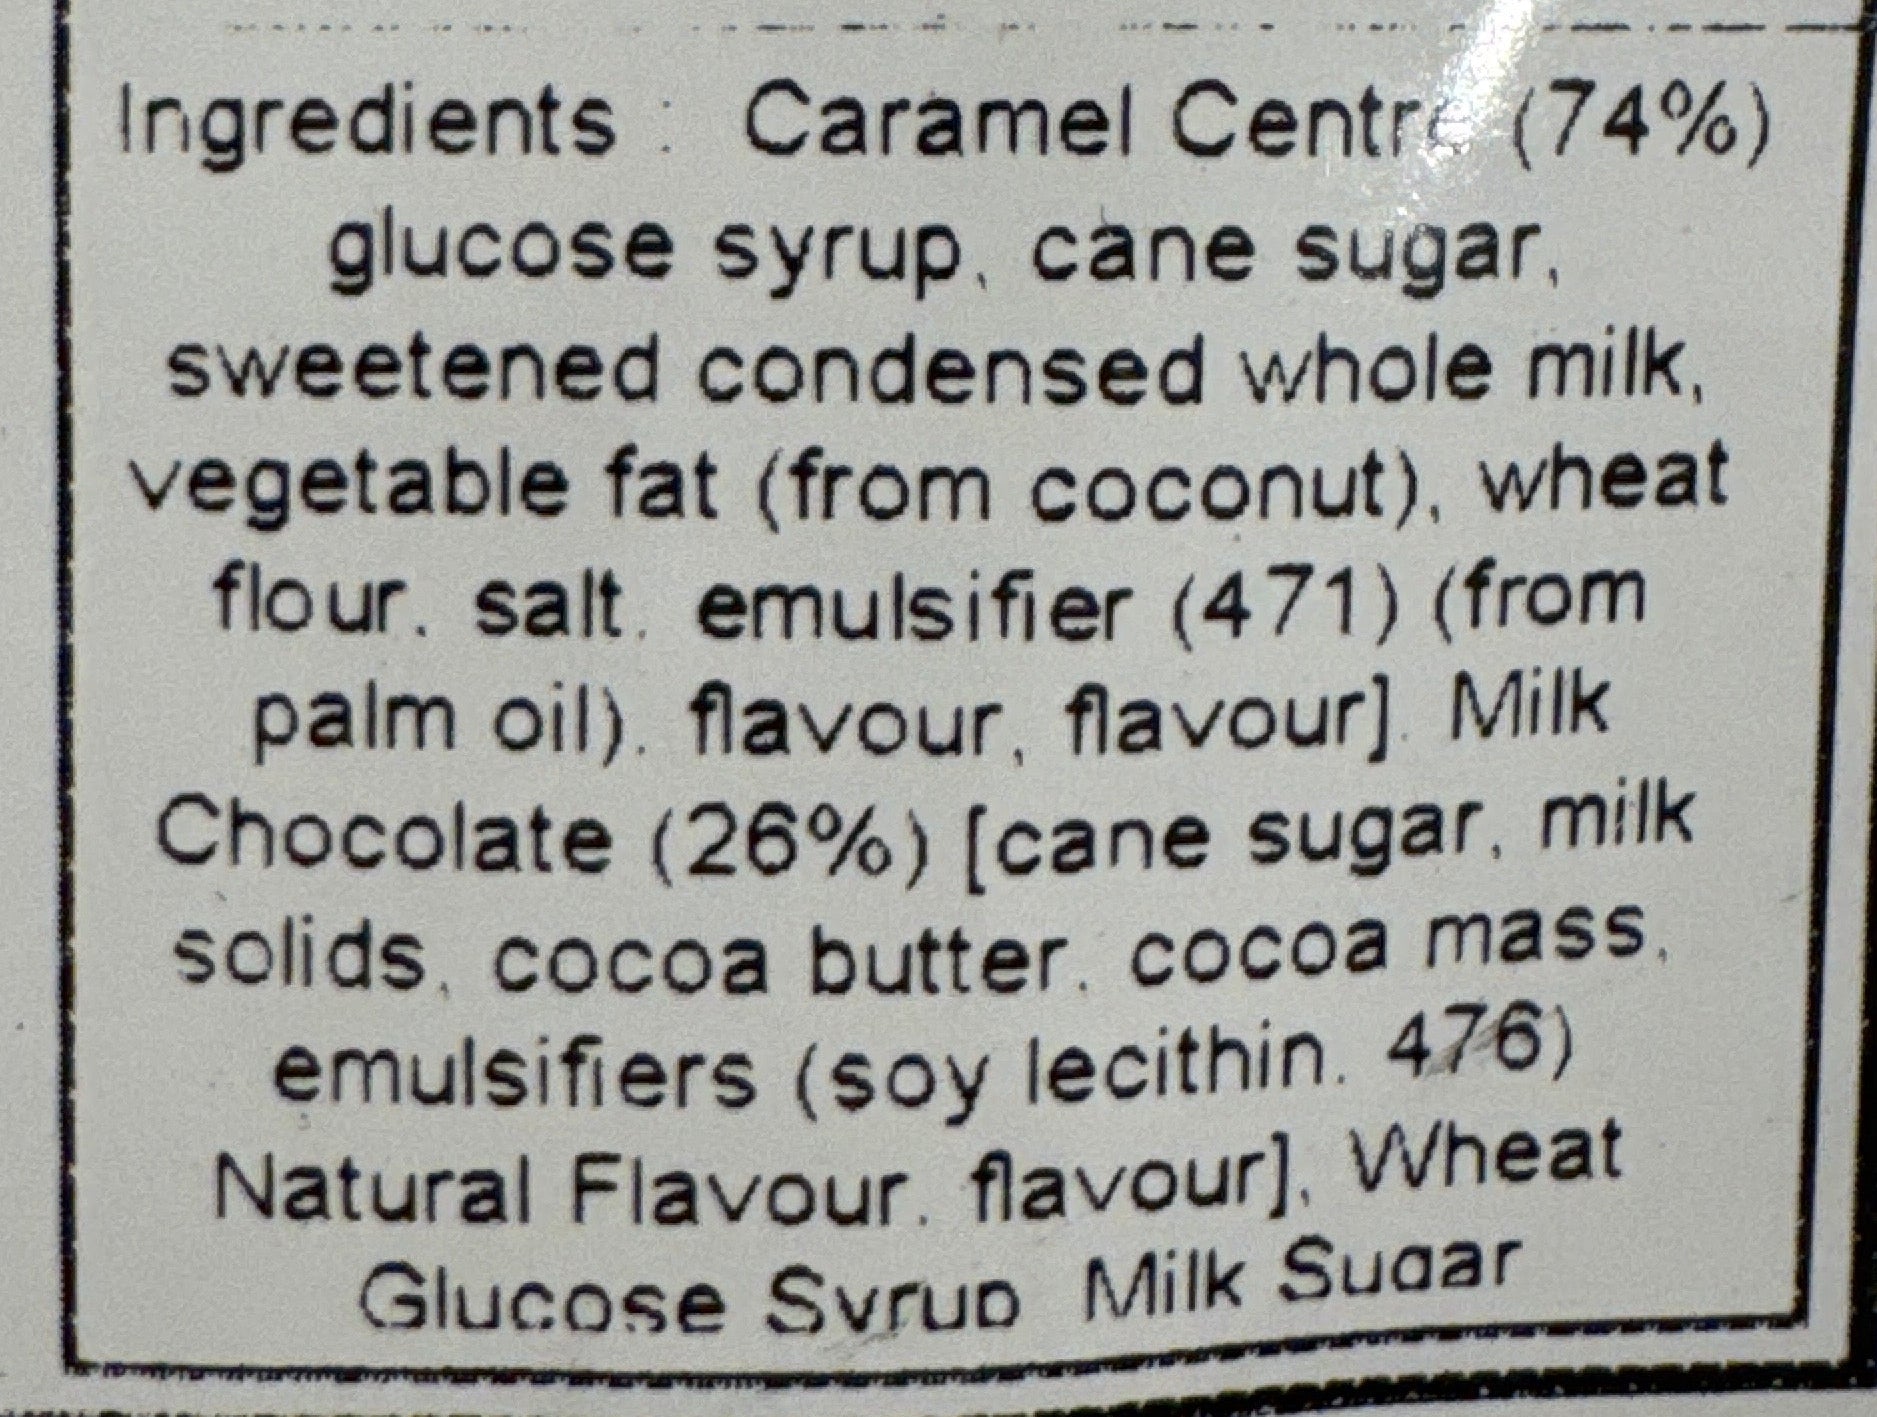 Ingredients : Caramel Centre (74%)
glucose syrup, cane sugar,
sweetened condensed whole milk,
vegetable fat (from coconut), wheat
flour, salt, emulsifier (471) (from
palm oil), flavour, flavour]. Milk
Chocolate (26%) [cane sugar, milk
solids, cocoa butter, cocoa mass,
emulsifiers (soy lecithin, 476)
Natural Flavour, flavour], Wheat
Glucose Syrup Milk Sugar